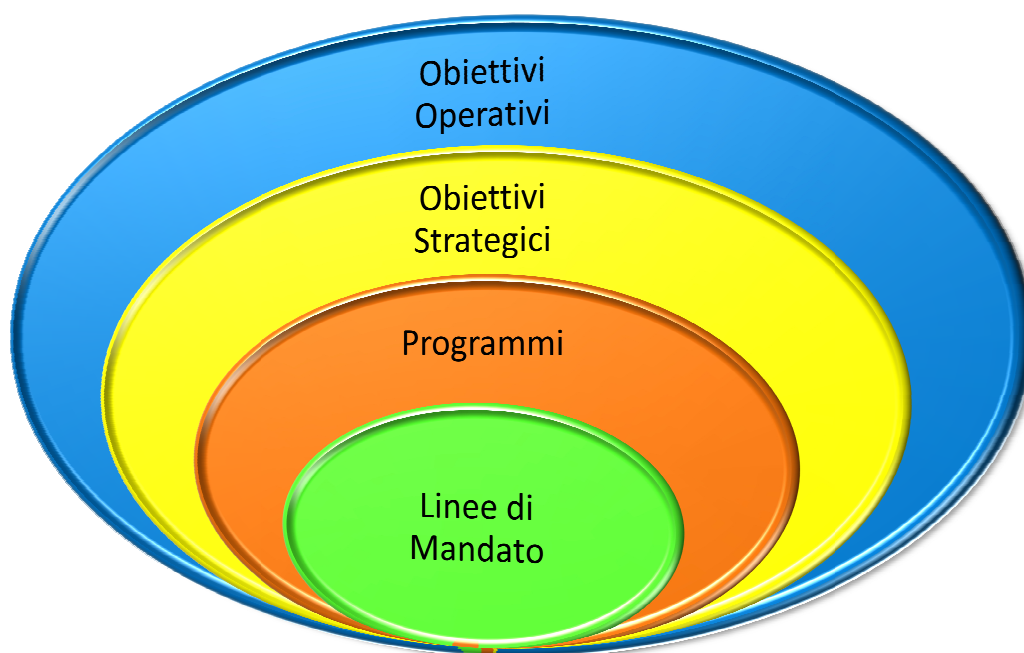 Obiettivi
Operativi
Obiettivi
Strategici
Programmi
Linee di
Mandato